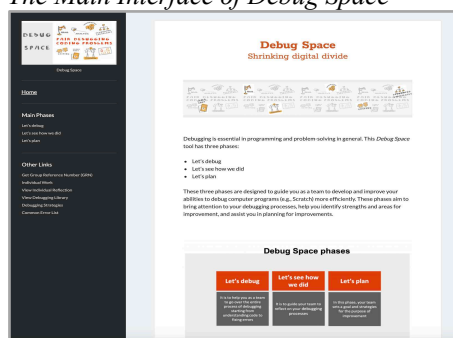 The Main Interface of Debug Space
DEBUG
SPACE
PAIR DEBUGGING
CODING PROBLEMS
Debug Space
Home
Main Phases
Let's debug
Let's see how we did
Let's plan
Other Links
Get Group Reference Number (GRN)
Individual Work
View Individual Reflection
View Debugging Library
Debugging Strategies
Common Error List
Debug Space
Shrinking digital divide
Debugging is essential in programming and problem-solving in general. This Debug Space
tool has three phases:
• Let's debug
• Let's see how we did
• Let's plan
These three phases are designed to guide you as a team to develop and improve your
abilities to debug computer programs (e.g., Scratch) more efficiently. These phases aim to
bring attention to your debugging processes, help you identify strengths and areas for
improvement, and assist you in planning for improvements.
Debug Space phases
Let's debug
It is to help you as a team
to go over the entire
process of debugging
starting from
understanding code to
fixing errors
Let's see how
we did
It is to guide your team to
reflect on your debugging
processes
Let's plan
In this phase, your team
sets a goal and strategies
for the purpose of
improvement